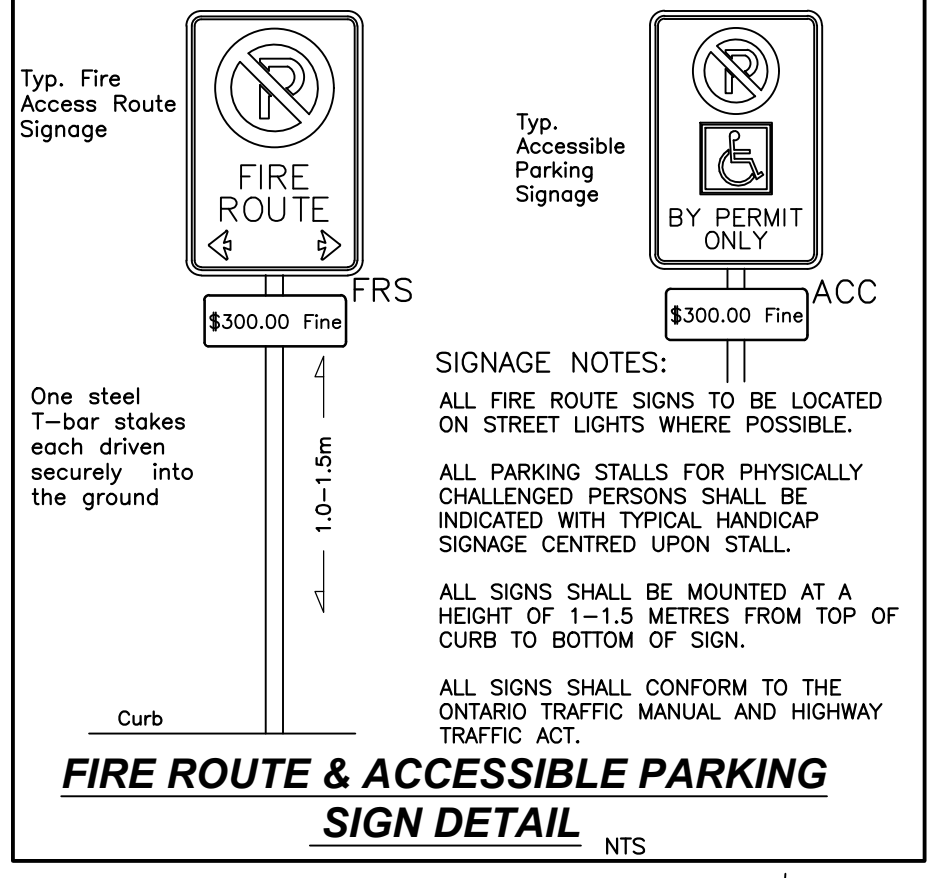 Typ. Fire
Access Route
Signage
P
FIRE
ROUTE
FRS
$300.00 Fine
One steel
T-bar stakes
each driven
securely into
the ground
1.0-1.5m
Curb
Typ.
Accessible
Parking
Signage
P
BY PERMIT
ONLY
ACC
$300.00 Fine
SIGNAGE NOTES:
ALL FIRE ROUTE SIGNS TO BE LOCATED
ON STREET LIGHTS WHERE POSSIBLE.
ALL PARKING STALLS FOR PHYSICALLY
CHALLENGED PERSONS SHALL BE
INDICATED WITH TYPICAL HANDICAP
SIGNAGE CENTRED UPON STALL.
ALL SIGNS SHALL BE MOUNTED AT A
HEIGHT OF 1-1.5 METRES FROM TOP OF
CURB TO BOTTOM OF SIGN.
ALL SIGNS SHALL CONFORM TO THE
ONTARIO TRAFFIC MANUAL AND HIGHWAY
TRAFFIC ACT.
FIRE ROUTE & ACCESSIBLE PARKING
SIGN DETAIL
NTS